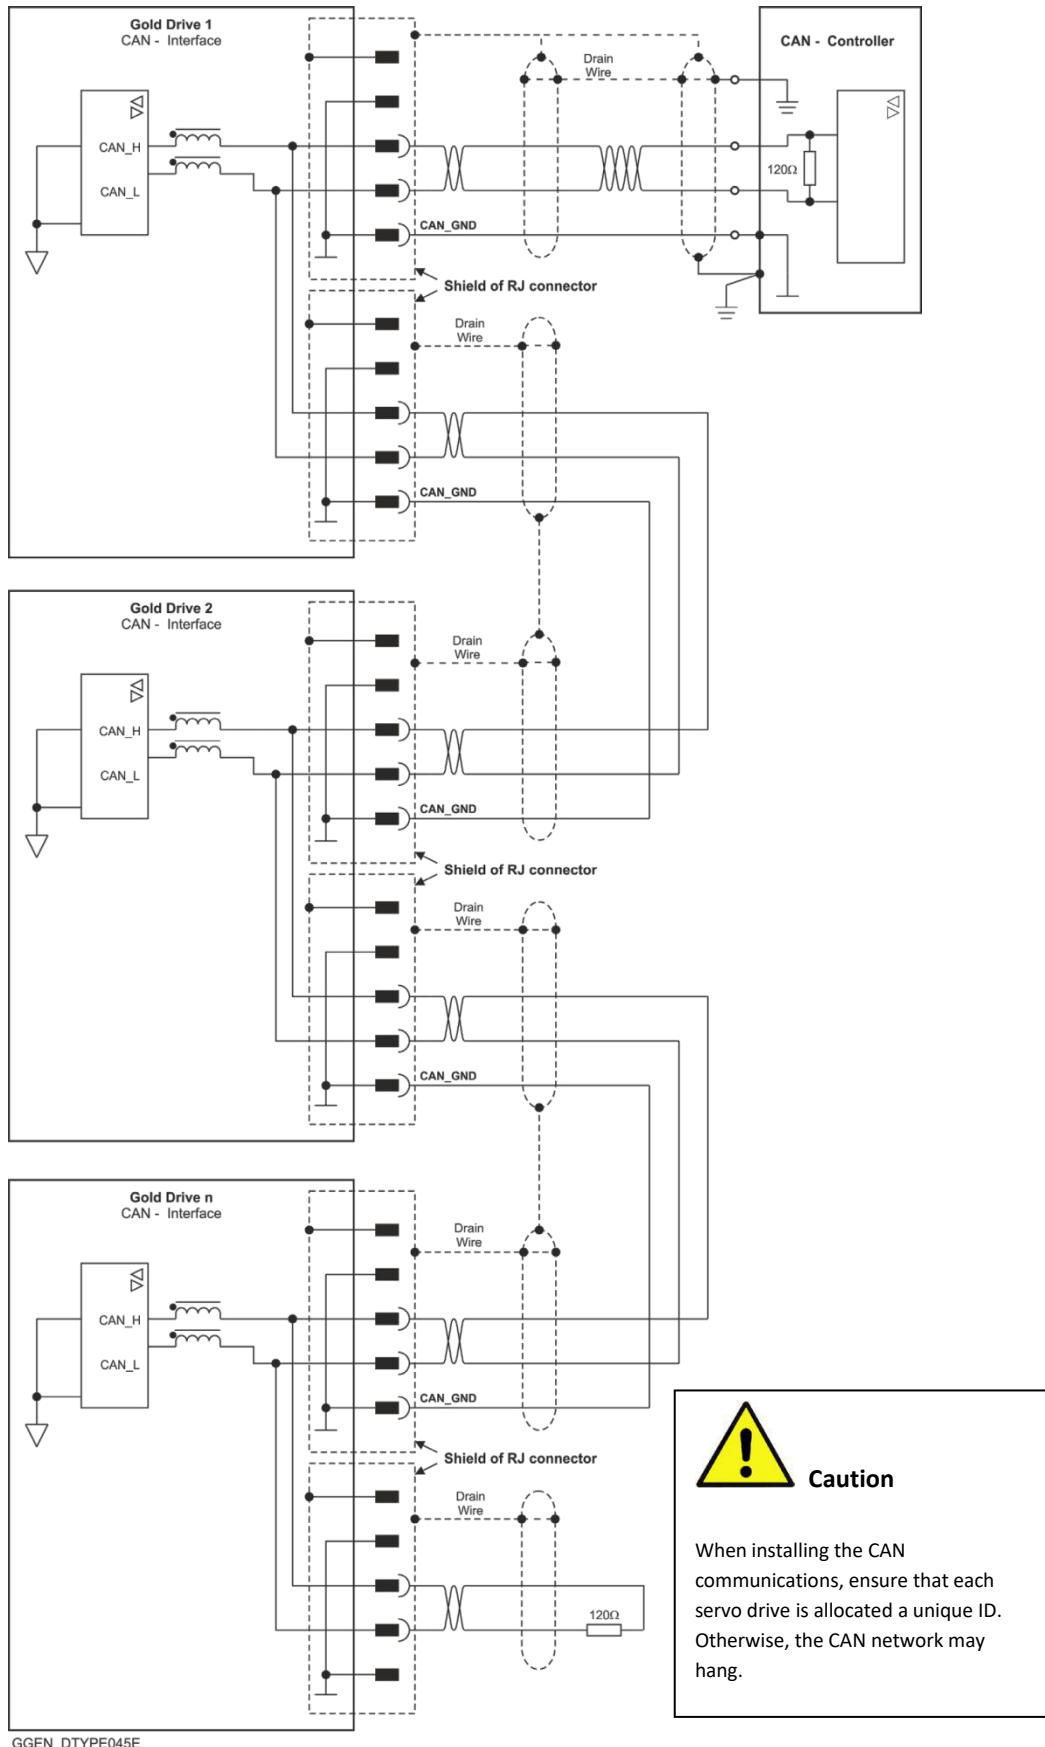 Gold Drive 1
CAN - Interface
CAN_H
CAN_L
Drain
Wire
CAN - Controller
120Ω
CAN_GND
Shield of RJ connector
Drain
Wire
CAN_GND
Gold Drive 2
CAN - Interface
CAN_H
CAN_L
Drain
Wire
CAN_GND
Shield of RJ connector
Drain
Wire
CAN_GND
Gold Drive n
CAN - Interface
CAN_H
CAN_L
Drain
Wire
CAN_GND
Shield of RJ connector
Drain
Wire
120Ω
Caution
When installing the CAN
communications, ensure that each
servo drive is allocated a unique ID.
Otherwise, the CAN network may
hang.
GGEN_DTYPE045E